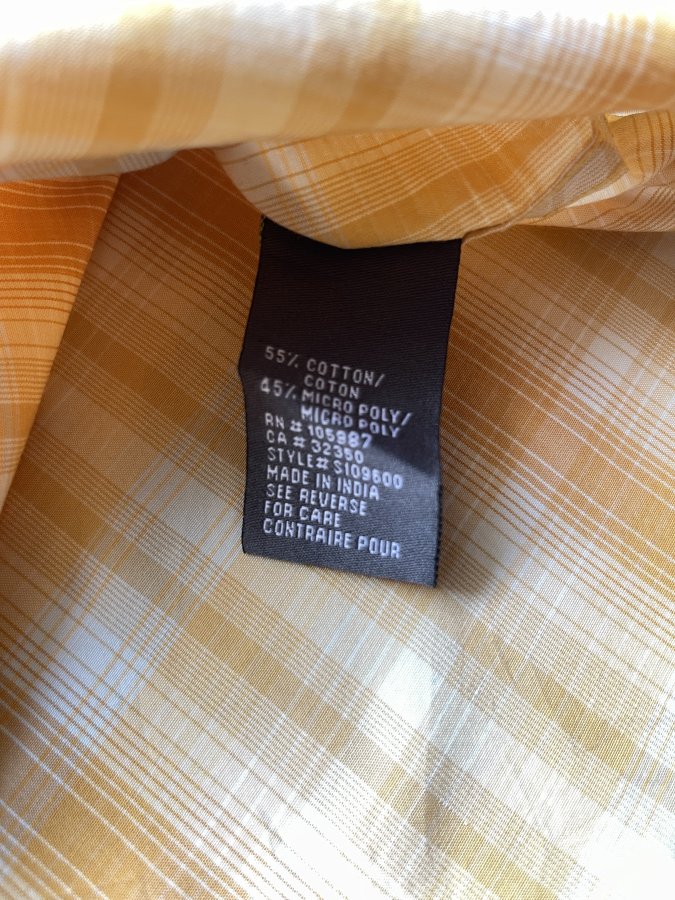 55% COTTON/
COTON
45% MICRO POLY/
MICRO POLY
RN # 105987
CA # 32350
STYLE# S109600
MADE IN INDIA
SEE REVERSE
FOR CARE
CONTRAIRE POUR